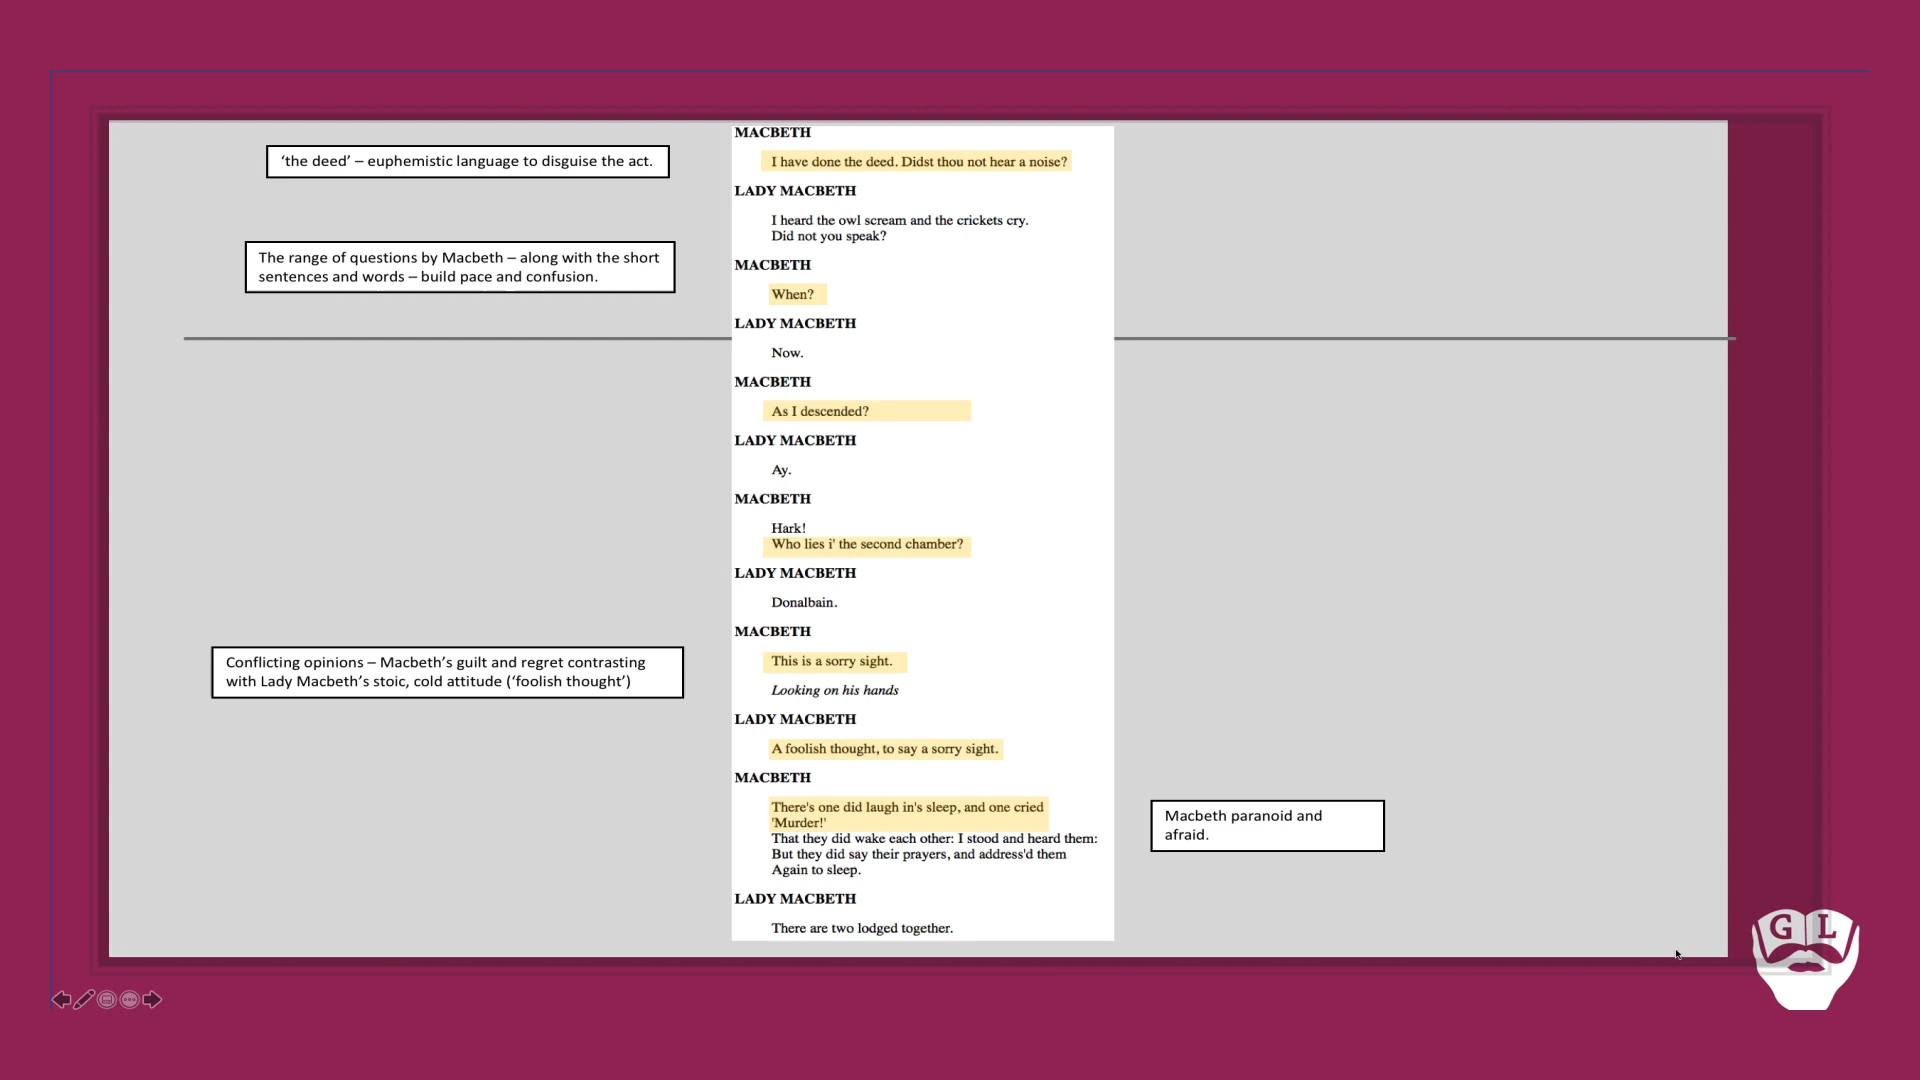 ‘the deed’ – euphemistic language to disguise the act.
The range of questions by Macbeth – along with the short
sentences and words – build pace and confusion.
Conflicting opinions – Macbeth’s guilt and regret contrasting
with Lady Macbeth’s stoic, cold attitude (‘foolish thought’)
MACBETH
I have done the deed. Didst thou not hear a noise?
LADY MACBETH
I heard the owl scream and the crickets cry.
Did not you speak?
MACBETH
When?
LADY MACBETH
Now.
MACBETH
As I descended?
LADY MACBETH
Ay.
MACBETH
Hark!
Who lies i' the second chamber?
LADY MACBETH
Donalbain.
MACBETH
This is a sorry sight.
Looking on his hands
LADY MACBETH
A foolish thought, to say a sorry sight.
MACBETH
There's one did laugh in's sleep, and one cried
'Murder!'
That they did wake each other: I stood and heard them:
But they did say their prayers, and address'd them
Again to sleep.
LADY MACBETH
There are two lodged together.
Macbeth paranoid and
afraid.
G L